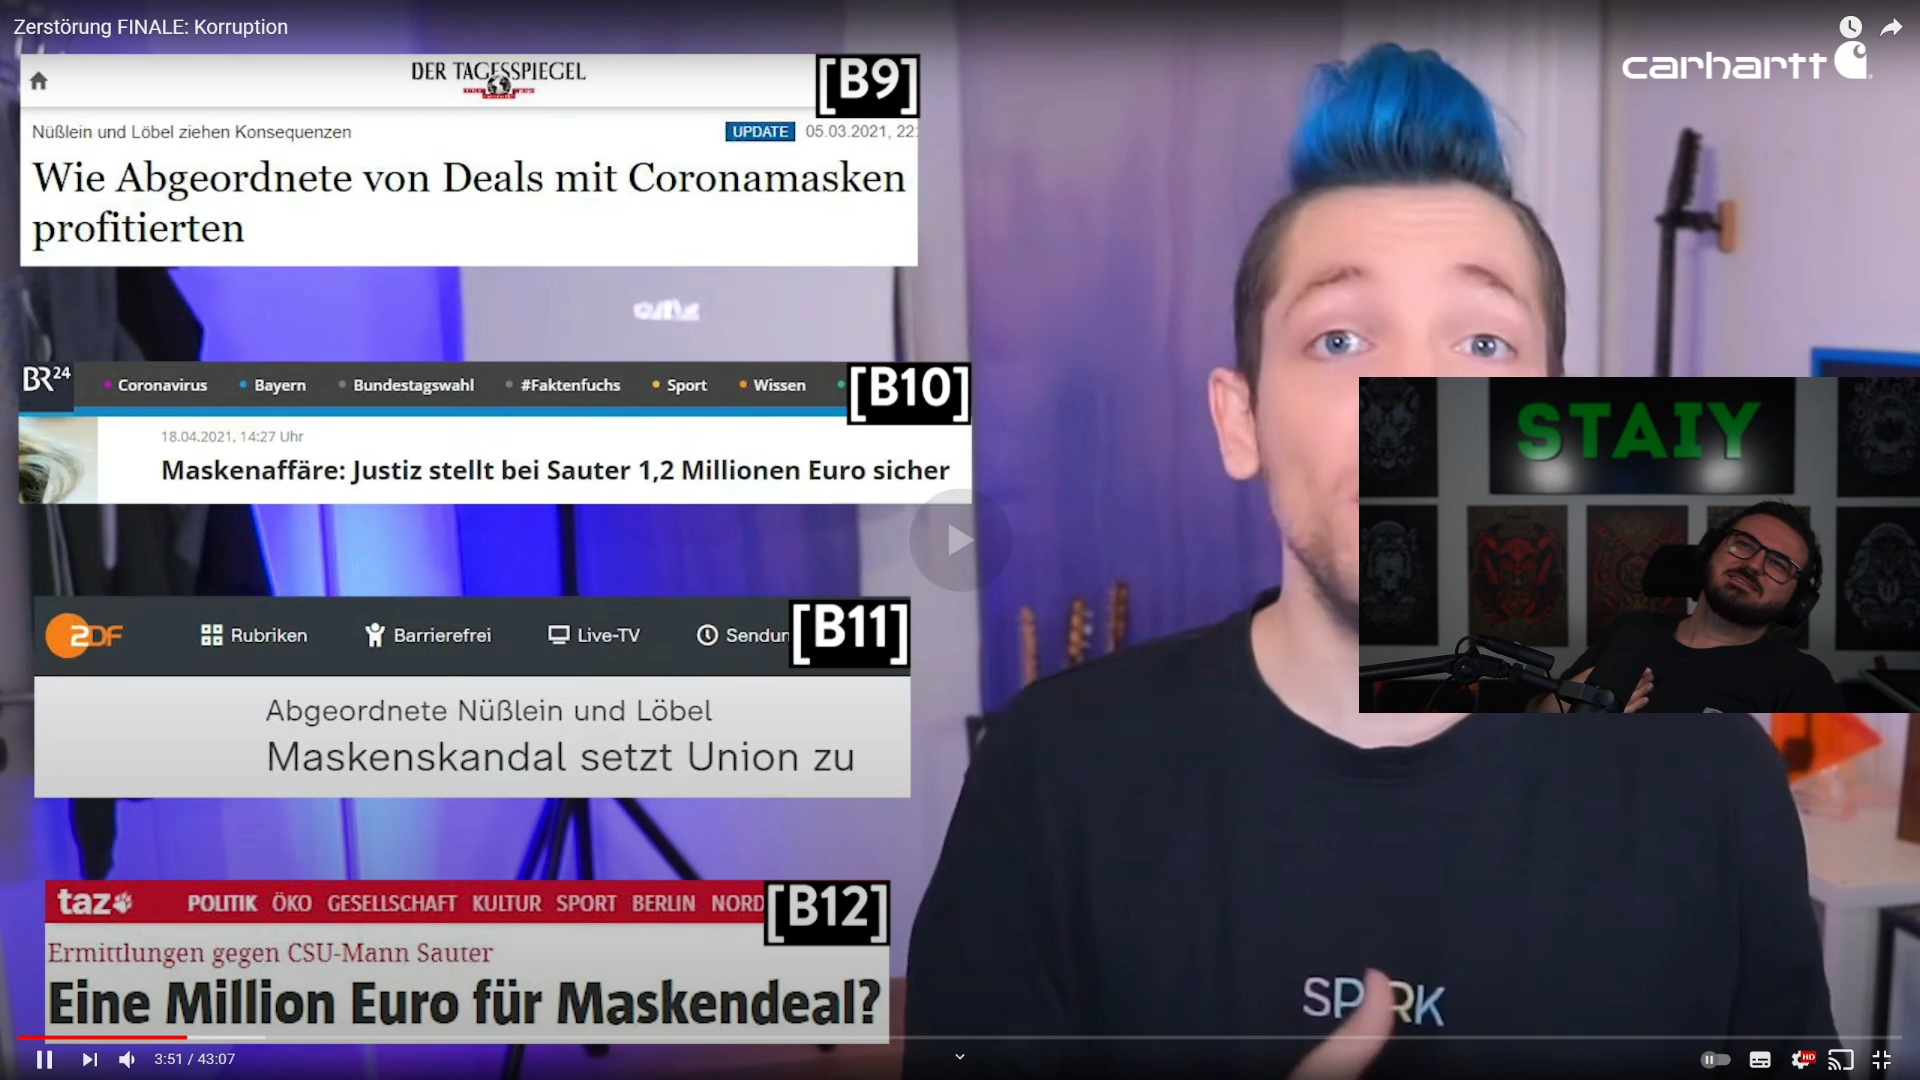 Zerstörung FINALE: Korruption
carhartt
DER TAGESSPIEGEL
[B9]
Nüßlein und Löbel ziehen Konsequenzen
UPDATE 05.03.2021, 22:
Wie Abgeordnete von Deals mit Coronamasken
profitierten
BR24
Coronavirus Bayern Bundestagswahl #Faktenfuchs Sport Wissen
[B10]
18.04.2021, 14:27 Uhr
Maskenaffäre: Justiz stellt bei Sauter 1,2 Millionen Euro sicher
STAIY
ZDF Rubriken Barrierefrei Live-TV Sendun
[B11]
Abgeordnete Nüßlein und Löbel
Maskenskandal setzt Union zu
taz POLITIK ÖKO GESELLSCHAFT KULTUR SPORT BERLIN NORD
[B12]
Ermittlungen gegen CSU-Mann Sauter
Eine Million Euro für Maskendeal?
SP RK
3:51 / 43:07
HD